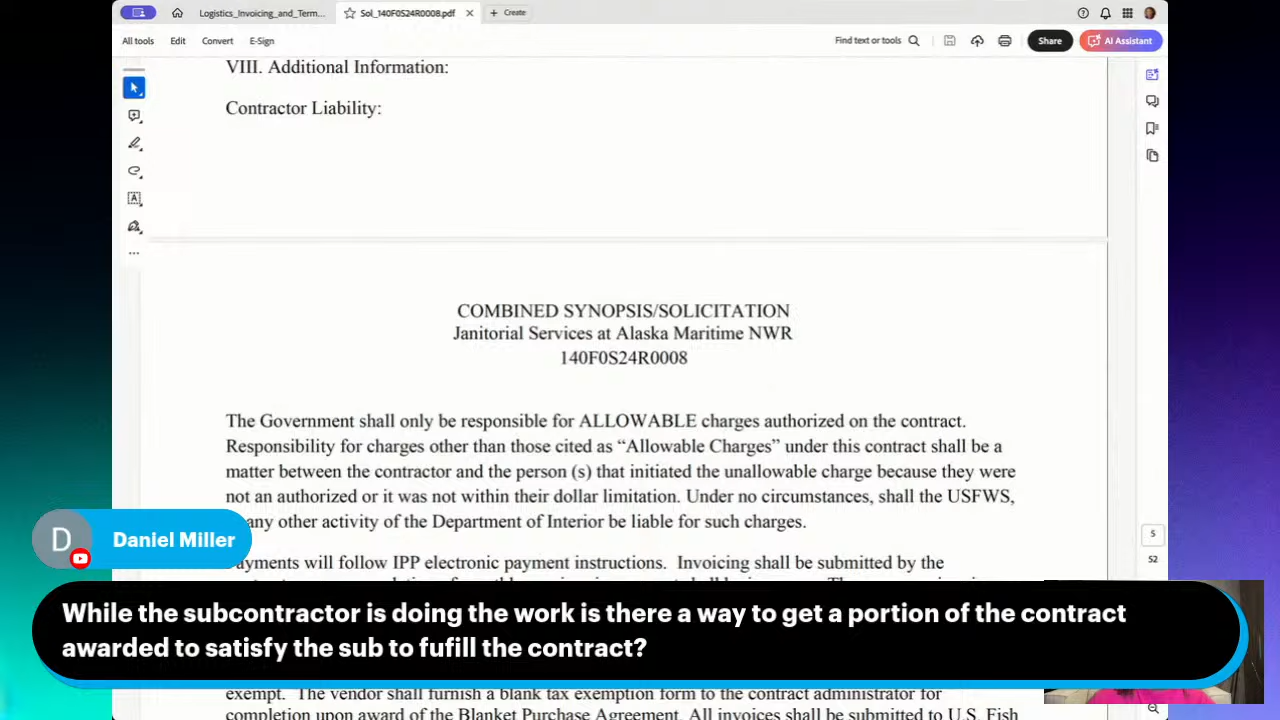 Logistics_Invoicing_and_Term...
Sol_140F0S24R0008.pdf
Create
All tools
Edit
Convert
E-Sign
Find text or tools
Share
AI Assistant
VIII. Additional Information:
Contractor Liability:
COMBINED SYNOPSIS/SOLICITATION
Janitorial Services at Alaska Maritime NWR
140F0S24R0008
The Government shall only be responsible for ALLOWABLE charges authorized on the contract.
Responsibility for charges other than those cited as “Allowable Charges” under this contract shall be a
matter between the contractor and the person (s) that initiated the unallowable charge because they were
not an authorized or it was not within their dollar limitation. Under no circumstances, shall the USFWS,
any other activity of the Department of Interior be liable for such charges.
5
52
D
Daniel Miller
Payments will follow IPP electronic payment instructions. Invoicing shall be submitted by the
While the subcontractor is doing the work is there a way to get a portion of the contract
awarded to satisfy the sub to fufill the contract?
exempt. The vendor shall furnish a blank tax exemption form to the contract administrator for
completion upon award of the Blanket Purchase Agreement. All invoices shall be submitted to U.S. Fish